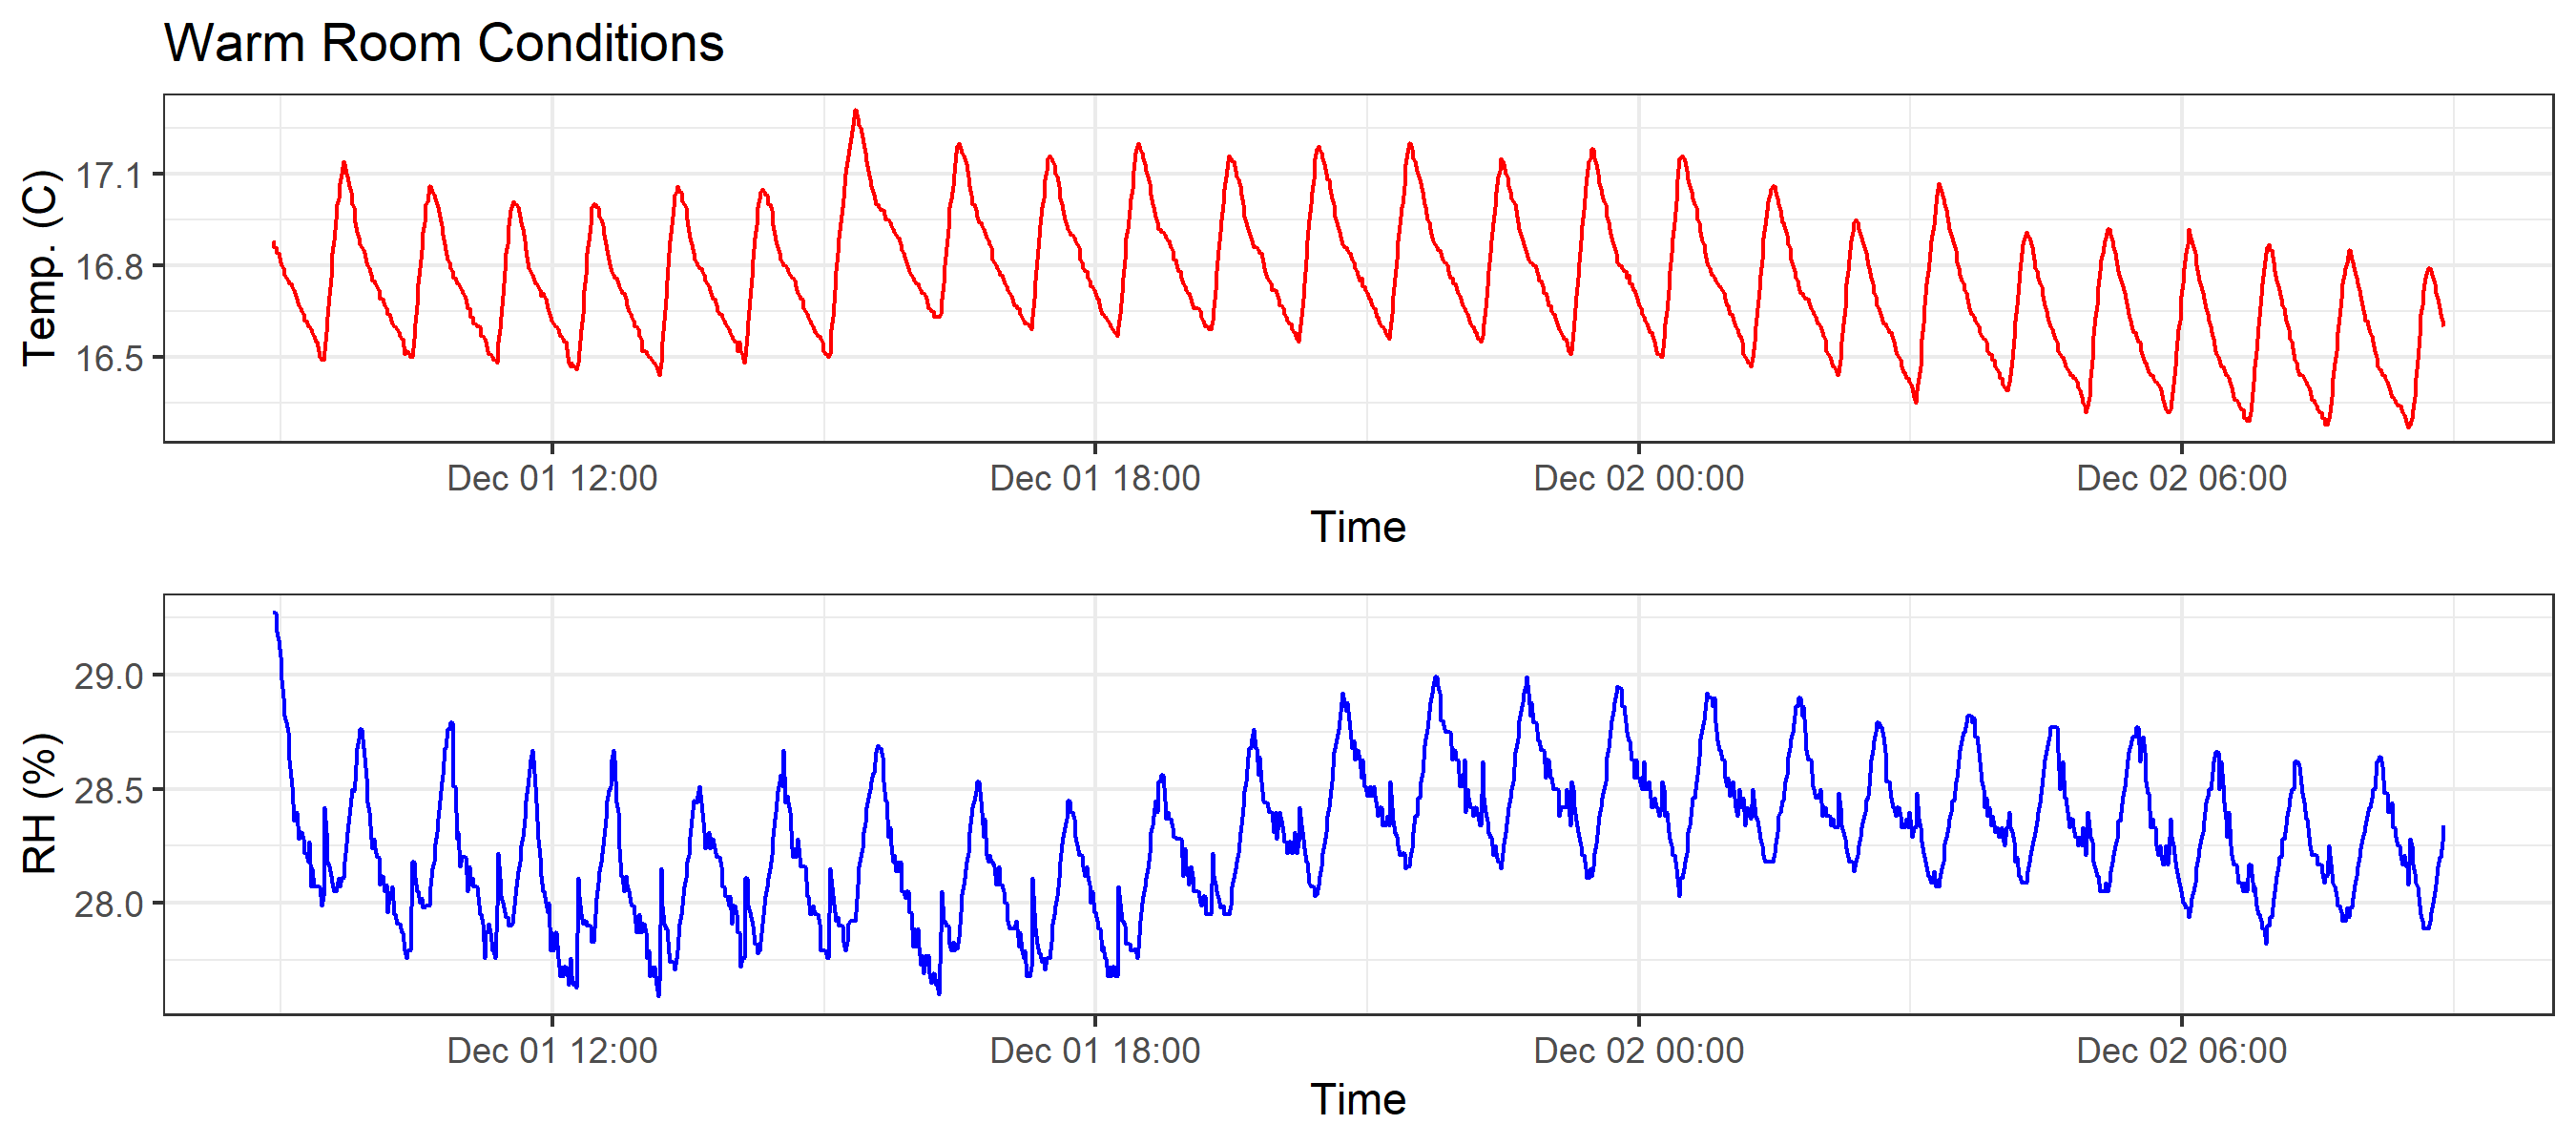 Warm Room Conditions
Temp. (C)
17.1
16.8
16.5
Dec 01 12:00 Dec 01 18:00 Dec 02 00:00 Dec 02 06:00
Time
RH (%)
29.0
28.5
28.0
Dec 01 12:00 Dec 01 18:00 Dec 02 00:00 Dec 02 06:00
Time